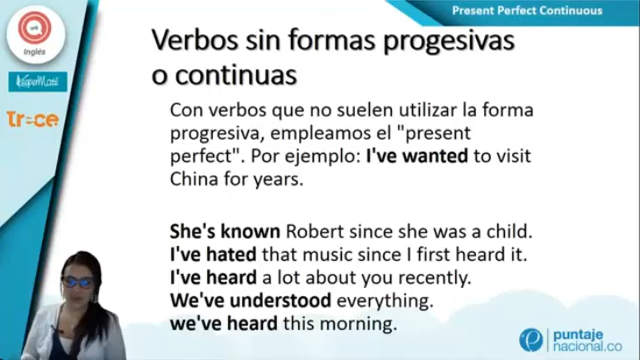 Present Perfect Continuous
Inglés
Verbos sin formas progesivas
o continuas
Con verbos que no suelen utilizar la forma
progresiva, empleamos el "present
perfect". Por ejemplo: I've wanted to visit
China for years.
She's known Robert since she was a child.
I've hated that music since I first heard it.
I've heard a lot about you recently.
We've understood everything.
we've heard this morning.
puntaje
nacional.co